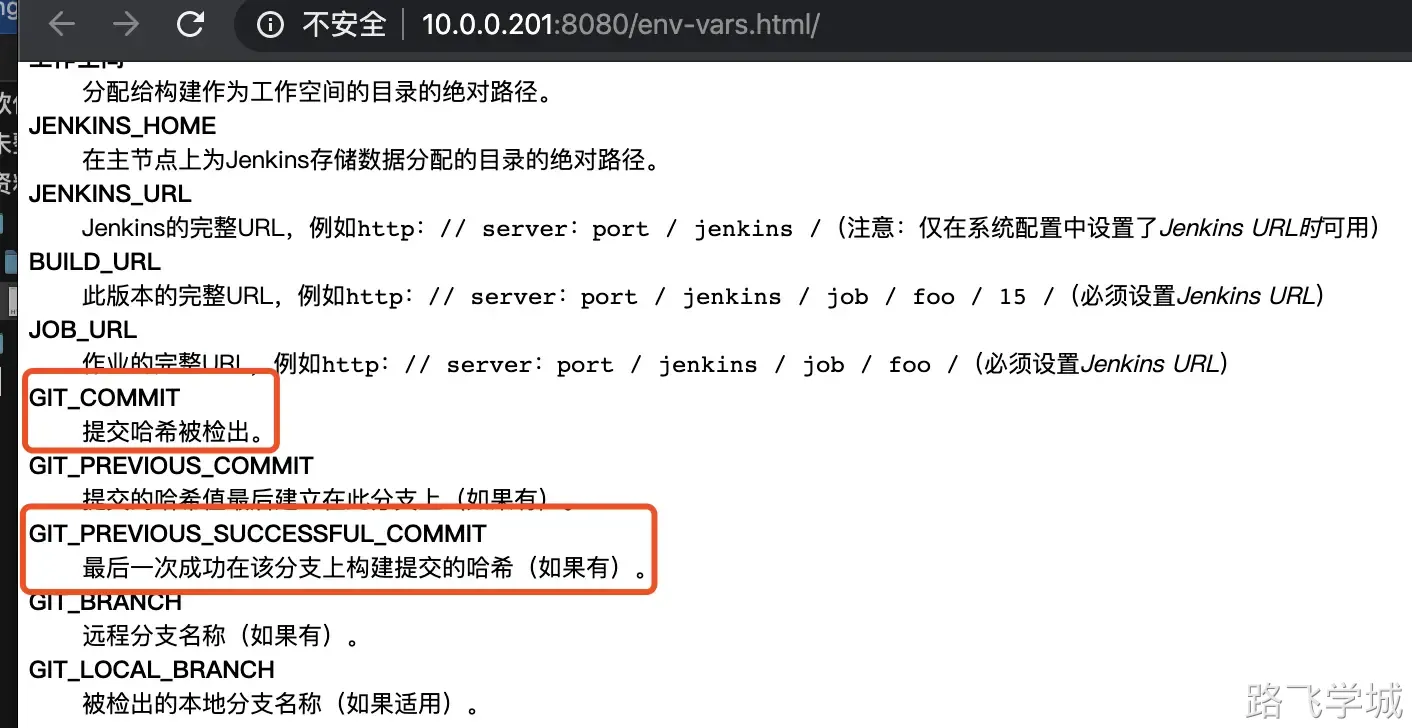 不安全 10.0.0.201:8080/env-vars.html/
工作空间
分配给构建作为工作空间的目录的绝对路径。
JENKINS_HOME
在主节点上为Jenkins存储数据分配的目录的绝对路径。
JENKINS_URL
Jenkins的完整URL，例如http：// server：port / jenkins /（注意：仅在系统配置中设置了Jenkins URL时可用）
BUILD_URL
此版本的完整URL，例如http：// server：port / jenkins / job / foo / 15 /（必须设置Jenkins URL）
JOB_URL
作业的完整URL，例如http：// server：port / jenkins / job / foo /（必须设置Jenkins URL）
GIT_COMMIT
提交哈希被检出。
GIT_PREVIOUS_COMMIT
提交的哈希值最后建立在此分支上（如果有）。
GIT_PREVIOUS_SUCCESSFUL_COMMIT
最后一次成功在该分支上构建提交的哈希（如果有）。
GIT_BRANCH
远程分支名称（如果有）。
GIT_LOCAL_BRANCH
被检出的本地分支名称（如果适用）。
路飞学城